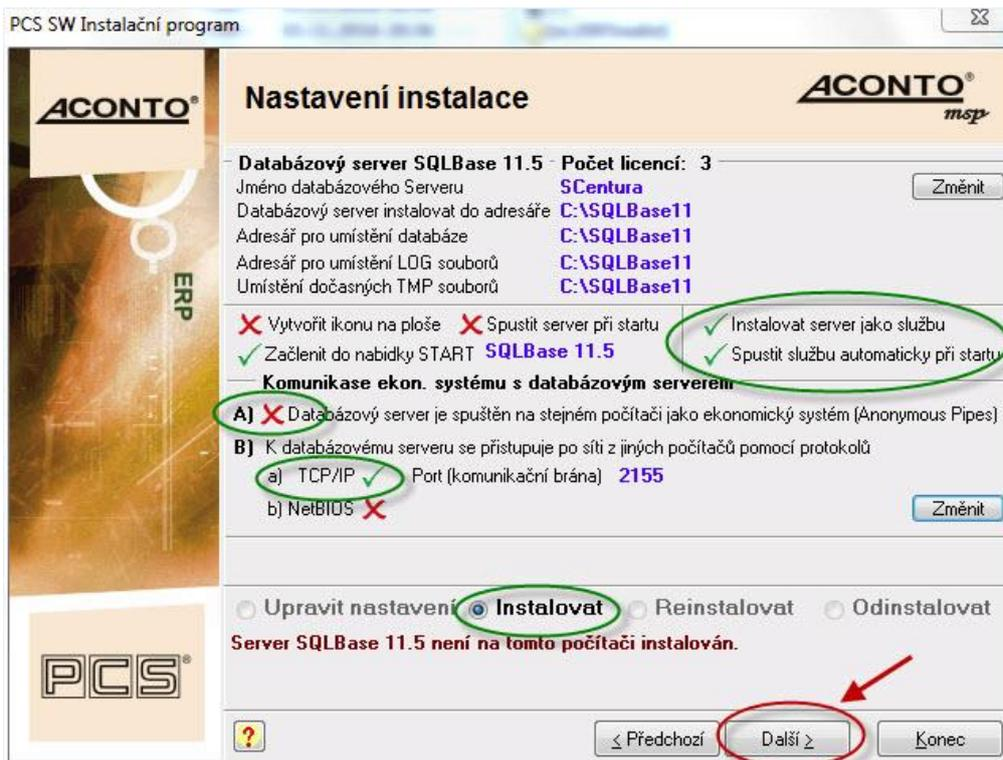 PCS SW Instalační program
ACONTO®
Nastavení instalace
ACONTO®
msp
Databázový server SQLBase 11.5 Počet licencí: 3
Jméno databázového Serveru SCentura Změnit
Databázový server instalovat do adresáře C:\SQLBase11
Adresář pro umístění databáze C:\SQLBase11
Adresář pro umístění LOG souborů C:\SQLBase11
Umístění dočasných TMP souborů C:\SQLBase11
ERP
Vytvořit ikonu na ploše Spustit server při startu Instalovat server jako službu
Začlenit do nabidky START SQLBase 11.5 Spustit službu automaticky při startu
Komunikase ekon. systému s databázovým serverem
A) Databázový server je spuštěn na stejném počítači jako ekonomický systém (Anonymous Pipes)
B) K databázovému serveru se přistupuje po síti z jiných počítačů pomocí protokolů
a) TCP/IP Port (komunikační brána) 2155
b) NetBIOS Změnit
Upravit nastavení Instalovat Reinstalovat Odinstalovat
Server SQLBase 11.5 není na tomto počítači instalován.
PCS®
? < Předchozí Další > Konec